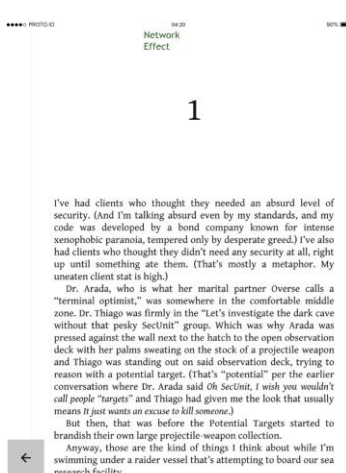 PROTO.IO 04:20 90%
Network
Effect
1
I've had clients who thought they needed an absurd level of
security. (And I'm talking absurd even by my standards, and my
code was developed by a bond company known for intense
xenophobic paranoia, tempered only by desperate greed.) I've also
had clients who thought they didn't need any security at all, right
up until something ate them. (That's mostly a metaphor. My
uneaten client stat is high.)
Dr. Arada, who is what her marital partner Overse calls a
"terminal optimist," was somewhere in the comfortable middle
zone. Dr. Thiago was firmly in the "Let's investigate the dark cave
without that pesky SecUnit" group. Which was why Arada was
pressed against the wall next to the hatch to the open observation
deck with her palms sweating on the stock of a projectile weapon
and Thiago was standing out on said observation deck, trying to
reason with a potential target. (That's "potential" per the earlier
conversation where Dr. Arada said Oh SecUnit, I wish you wouldn't
call people "targets" and Thiago had given me the look that usually
means It just wants an excuse to kill someone.)
But then, that was before the Potential Targets started to
brandish their own large projectile-weapon collection.
Anyway, those are the kind of things I think about while I'm
swimming under a raider vessel that's attempting to board our sea
research facility.